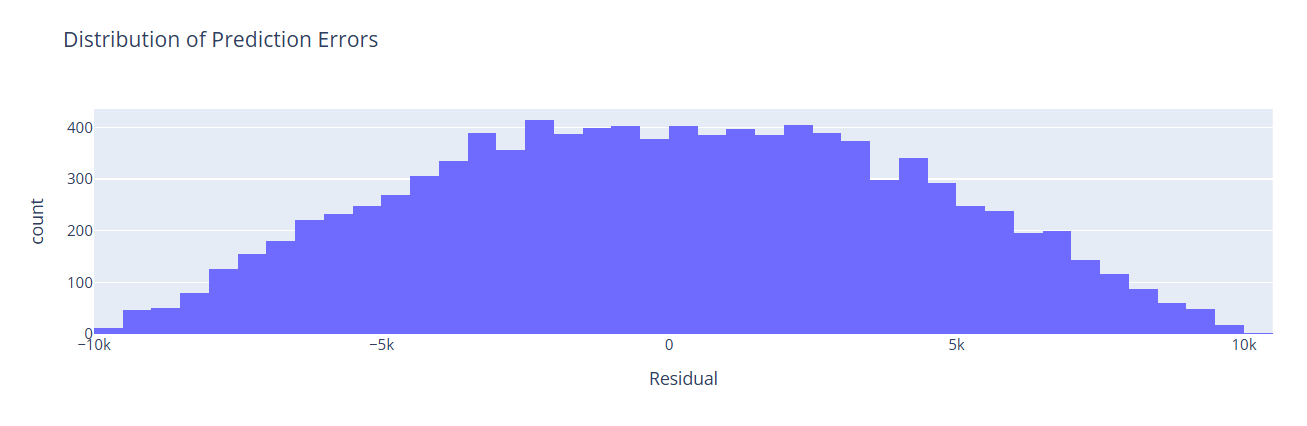 Distribution of Prediction Errors
400
300
200
100
0
count
−10k
−5k
0
5k
10k
Residual